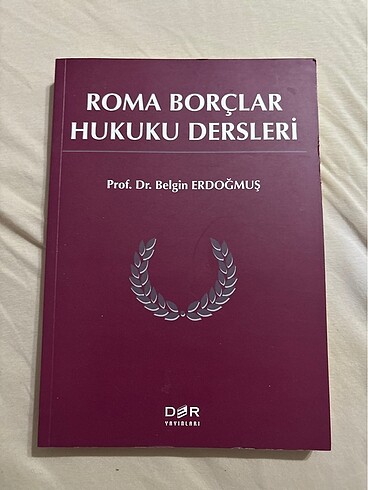 ROMA BORÇLAR
HUKUKU DERSLERİ
Prof. Dr. Belgin ERDOĞMUŞ
DER
YAYINLARI